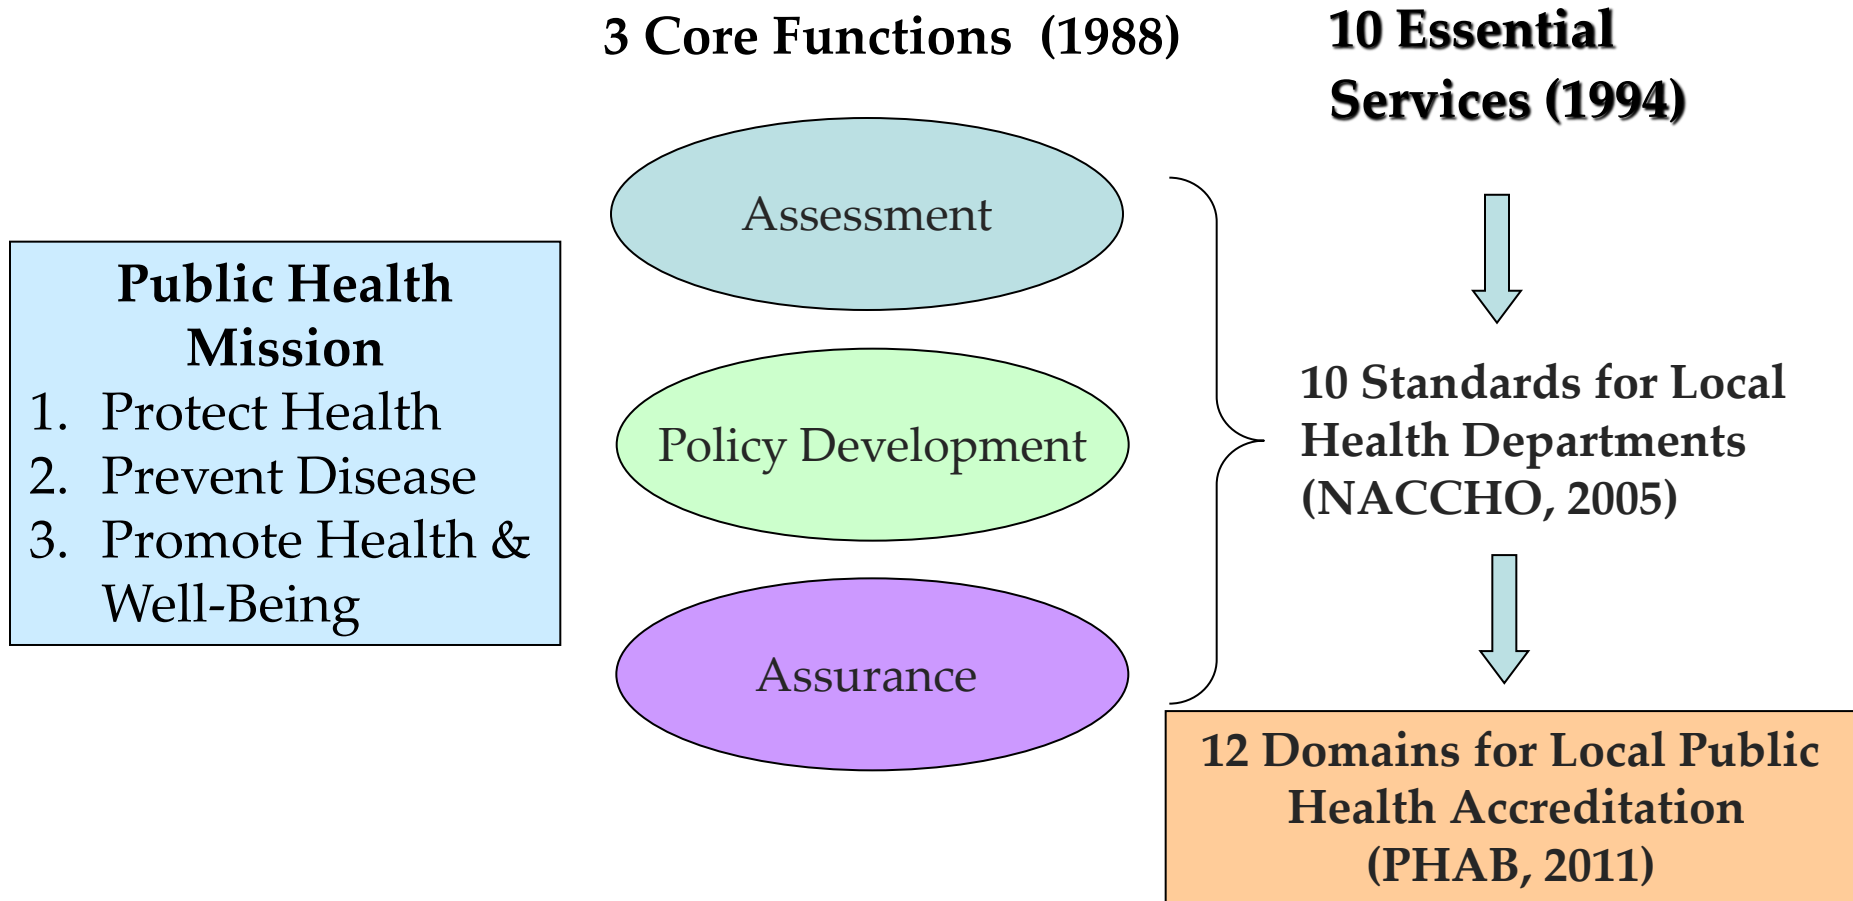 3 Core Functions (1988)
10 Essential
Services (1994)
Public Health
Mission
1. Protect Health
2. Prevent Disease
3. Promote Health &
Well-Being
Assessment
Policy Development
Assurance
10 Standards for Local
Health Departments
(NACCHO, 2005)
12 Domains for Local Public
Health Accreditation
(PHAB, 2011)